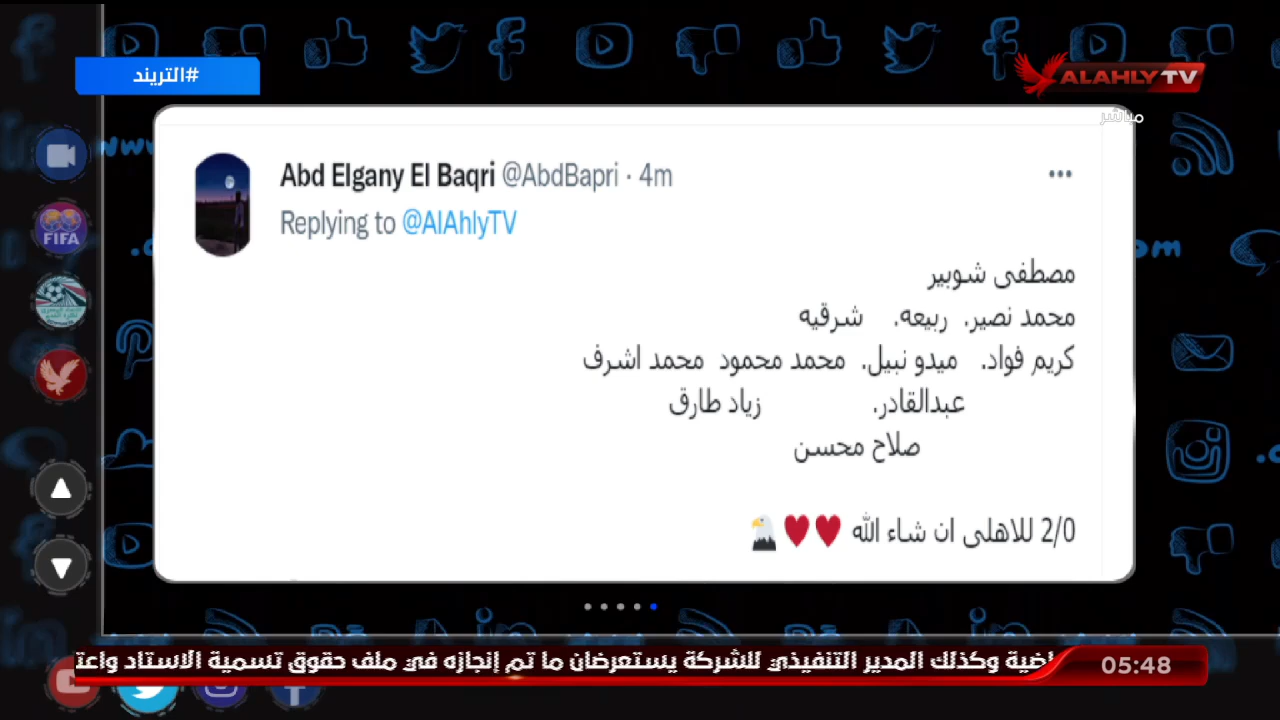 #التريند
ALAHLY TV
مباشر
www
Abd Elgany El Baqri @AbdBapri · 4m
Replying to @AlAhlyTV
FIFA
مصطفى شوبير
محمد نصير. ربيعه. شرقيه
كريم فواد. ميدو نبيل. محمد محمود محمد اشرف
عبدالقادر. زياد طارق
صلاح محسن
2/0 للاهلى ان شاء الله ♥♥🦅
وكذلك المدير التنفيذي للشركة يستعرضان ما تم إنجازه في ملف حقوق تسمية الاستاد
05:48